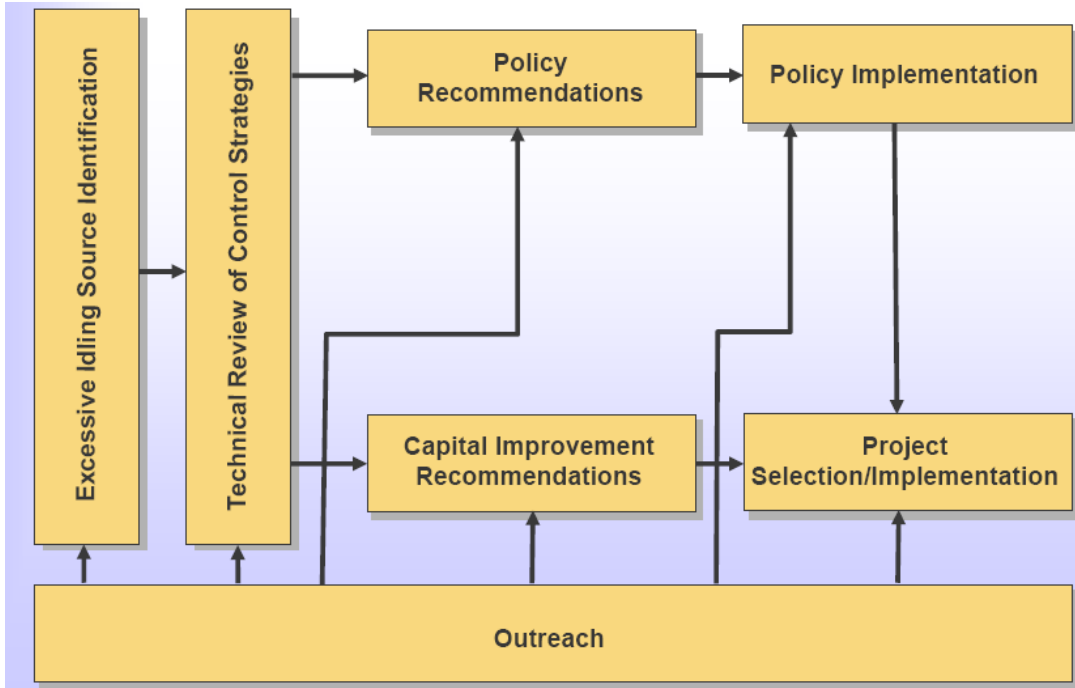 Excessive Idling Source Identification
Technical Review of Control Strategies
Policy
Recommendations
Policy Implementation
Capital Improvement
Recommendations
Project
Selection/Implementation
Outreach